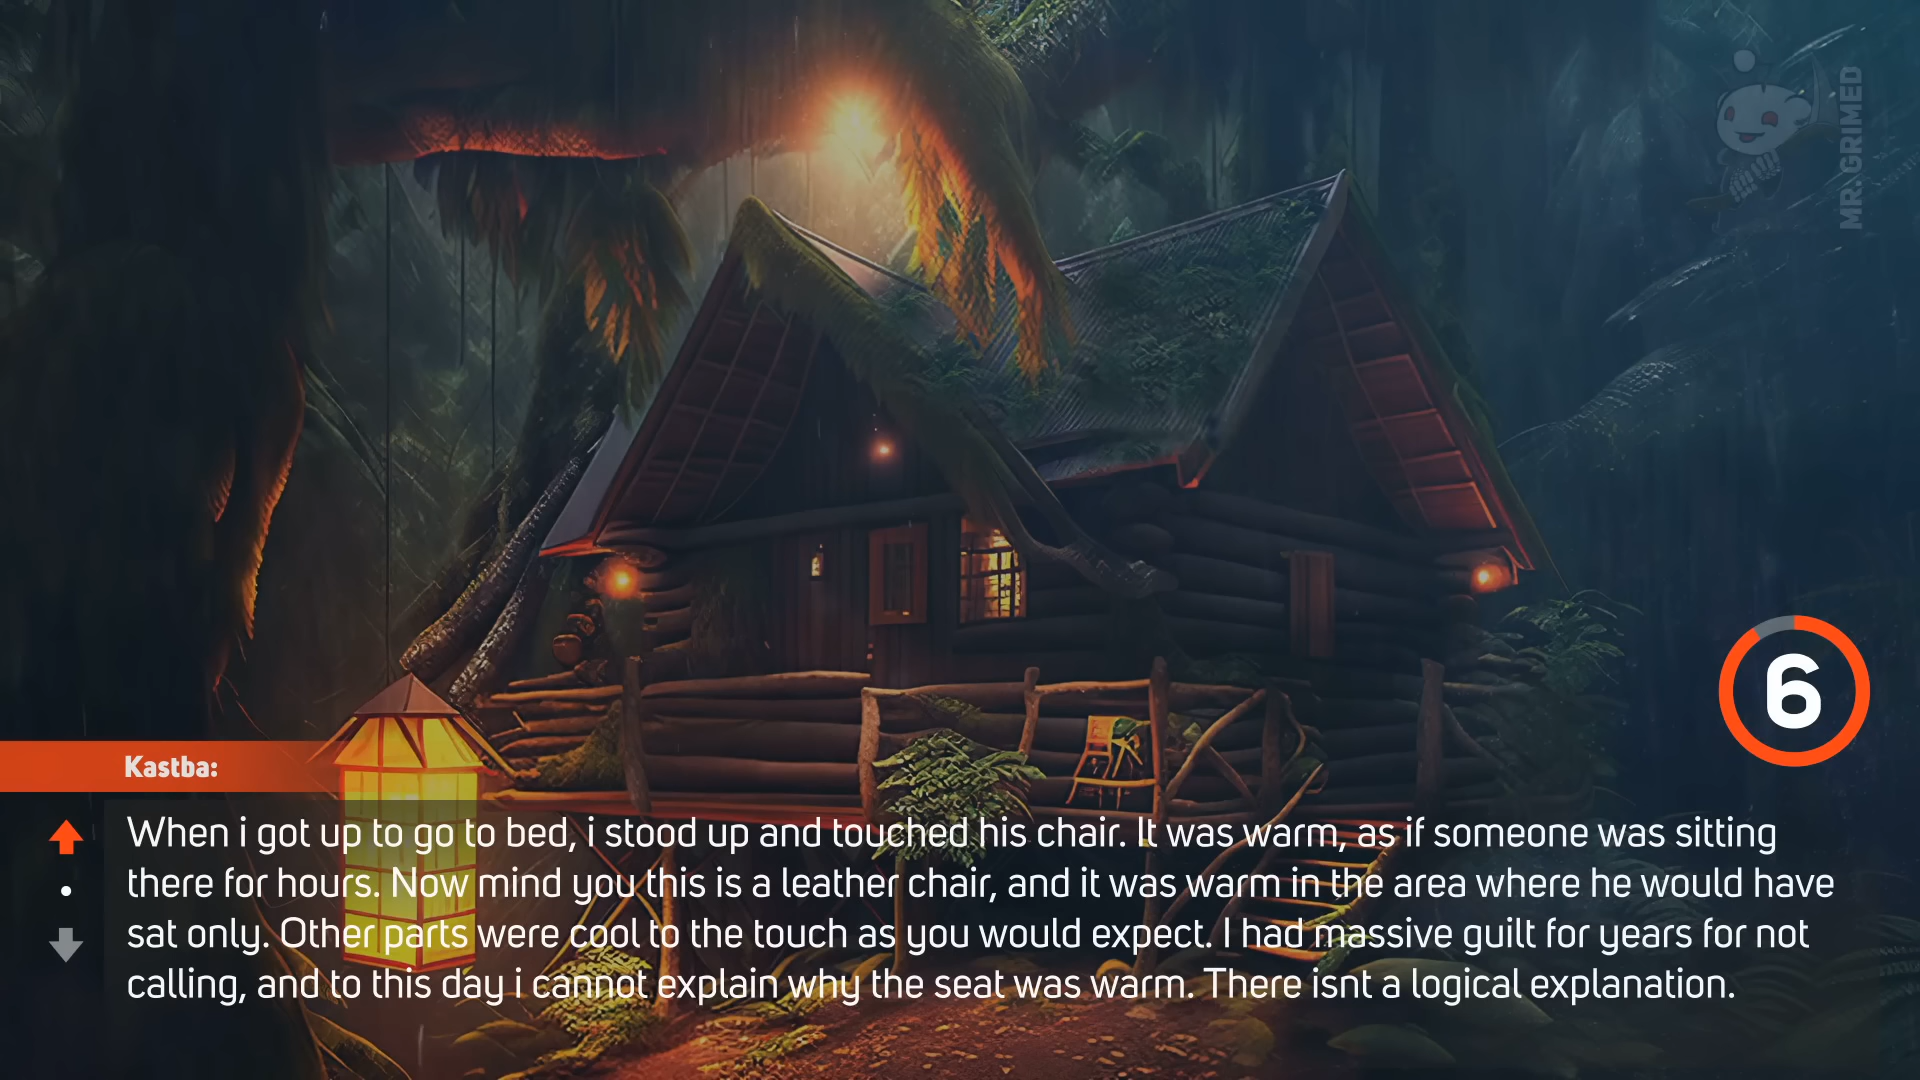 MR. GRIMED
6
Kastba:
When i got up to go to bed, i stood up and touched his chair. It was warm, as if someone was sitting
there for hours. Now mind you this is a leather chair, and it was warm in the area where he would have
sat only. Other parts were cool to the touch as you would expect. I had massive guilt for years for not
calling, and to this day i cannot explain why the seat was warm. There isnt a logical explanation.